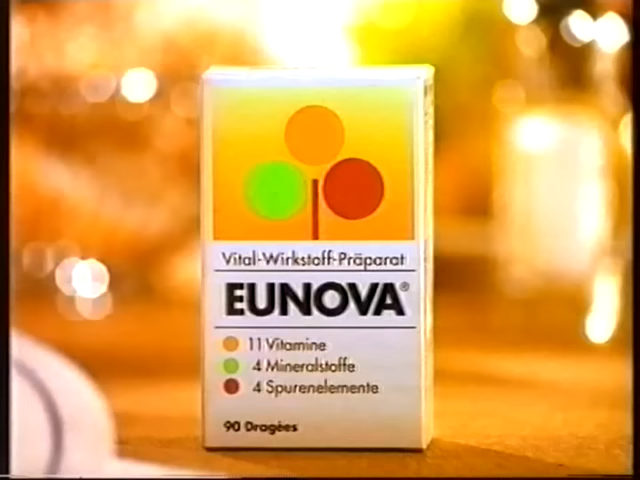 Vital-Wirkstoff-Präparat
EUNOVA®
11 Vitamine
4 Mineralstoffe
4 Spurenelemente
90 Dragées